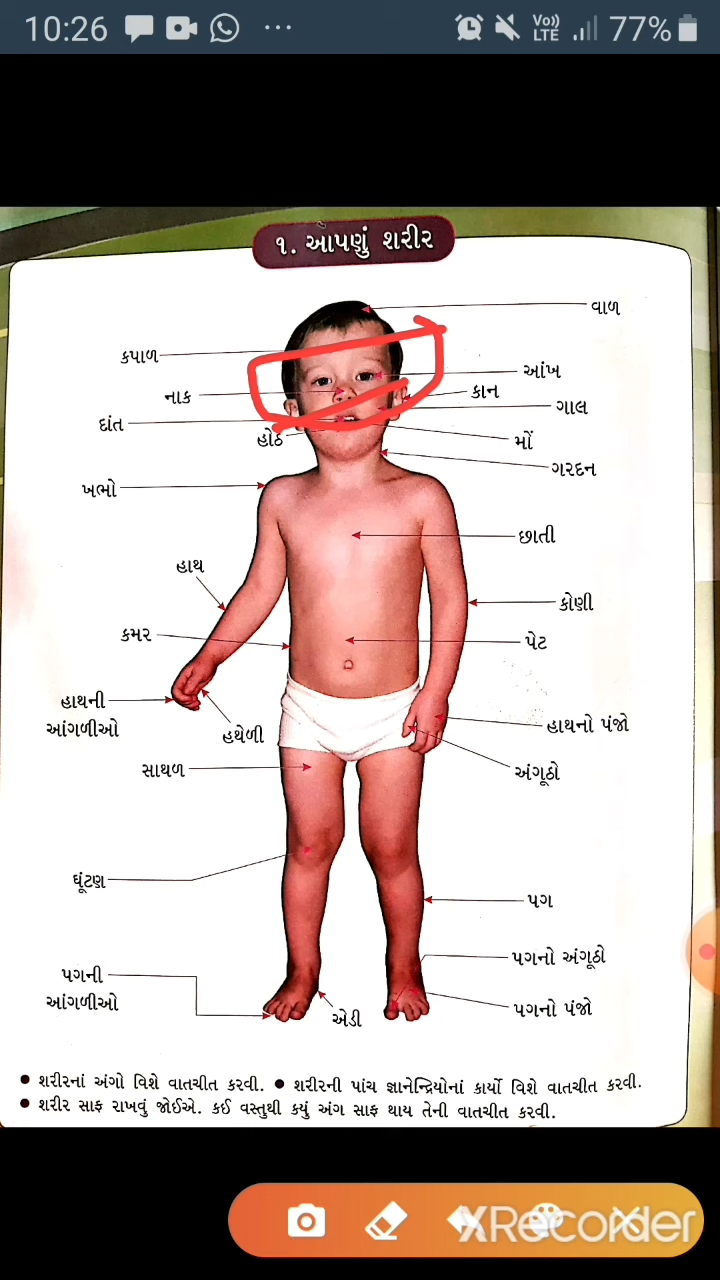 10:26
Vo)) LTE
77%
૧. આપણું શરીર
વાળ
કપાળ
આંખ
નાક
કાન
ગાલ
દાંત
હોઠ
મોં
ગરદન
ખભો
છાતી
હાથ
કોણી
કમર
પેટ
હાથની
આંગળીઓ
હથેળી
હાથનો પંજો
સાથળ
અંગૂઠો
ઘૂંટણ
પગ
પગનો અંગૂઠો
પગની
આંગળીઓ
એડી
પગનો પંજો
• શરીરનાં અંગો વિશે વાતચીત કરવી. • શરીરની પાંચ જ્ઞાનેન્દ્રિયોનાં કાર્યો વિશે વાતચીત કરવી.
• શરીર સાફ રાખવું જોઈએ. કઈ વસ્તુથી કયું અંગ સાફ થાય તેની વાતચીત કરવી.
XRecorder